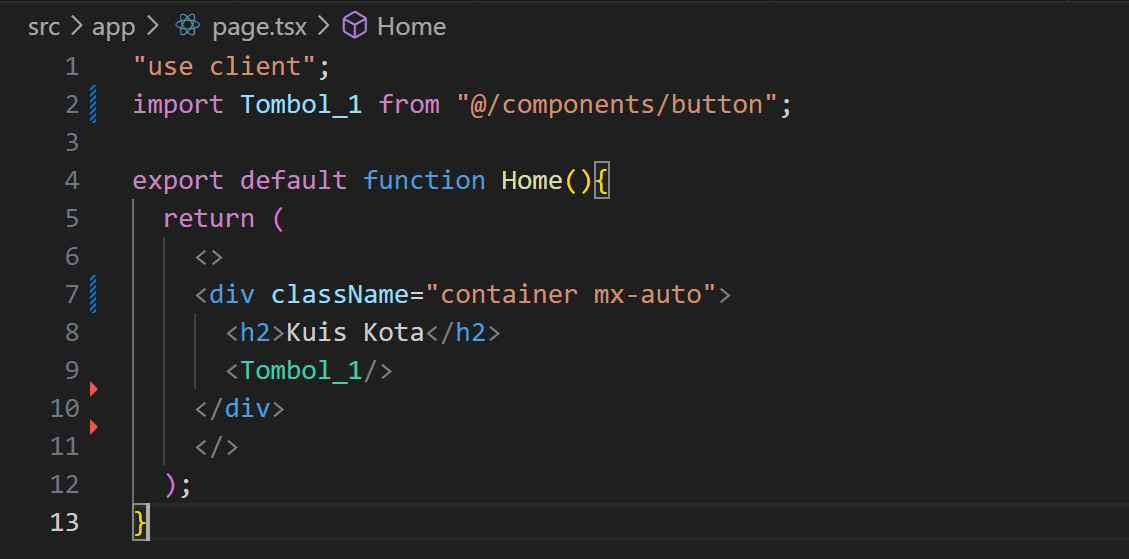 src > app > page.tsx > Home
1 "use client";
2 import Tombol_1 from "@/components/button";
3
4 export default function Home(){
5   return (
6     <>
7     <div className="container mx-auto">
8       <h2>Kuis Kota</h2>
9       <Tombol_1/>
10     </div>
11     </>
12   );
13 }